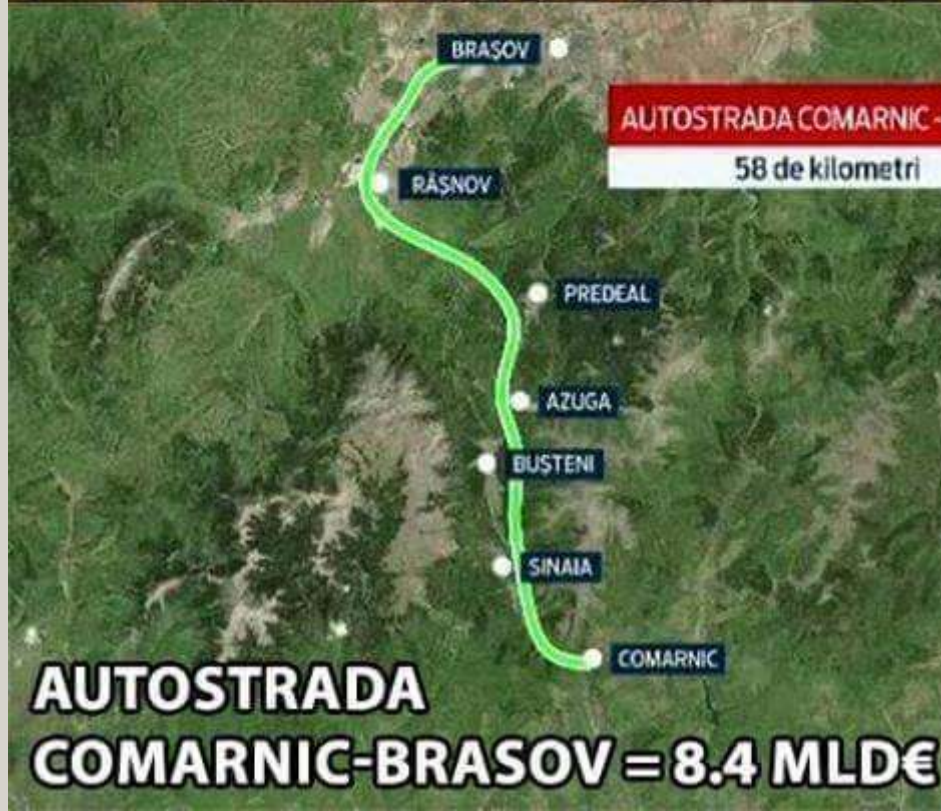 BRAȘOV
AUTOSTRADA COMARNIC -
58 de kilometri
RÂȘNOV
PREDEAL
AZUGA
BUȘTENI
SINAIA
COMARNIC
AUTOSTRADA
COMARNIC-BRASOV = 8.4 MLD€